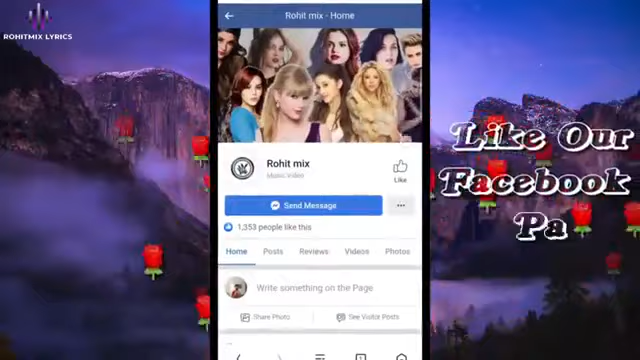 ROHITMIX LYRICS
Rohit mix - Home
Rohit mix
Music Video
Like
Send Message
1,353 people like this
Home Posts Reviews Videos Photos
Write something on the Page
Share Photo See Visitor Posts
Like Our
Facebook
Pa